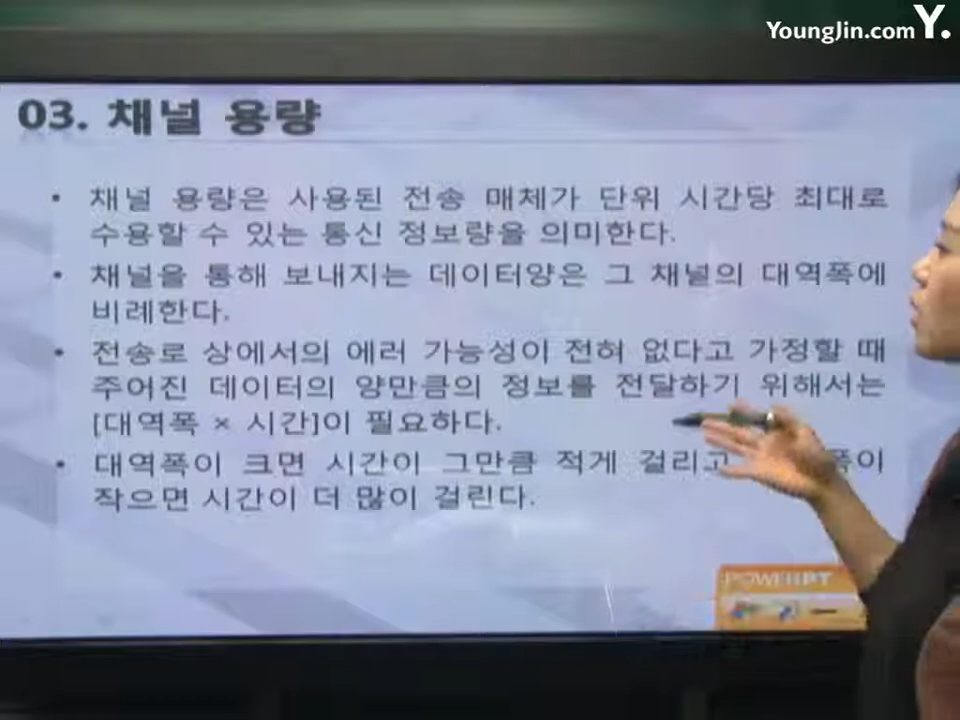 YoungJin.com Y.
03. 채널 용량
• 채널 용량은 사용된 전송 매체가 단위 시간당 최대로
수용할 수 있는 통신 정보량을 의미한다.
• 채널을 통해 보내지는 데이터양은 그 채널의 대역폭에
비례한다.
• 전송로 상에서의 에러 가능성이 전혀 없다고 가정할 때
주어진 데이터의 양만큼의 정보를 전달하기 위해서는
[대역폭 × 시간]이 필요하다.
• 대역폭이 크면 시간이 그만큼 적게 걸리고
작으면 시간이 더 많이 걸린다.
POWERPT